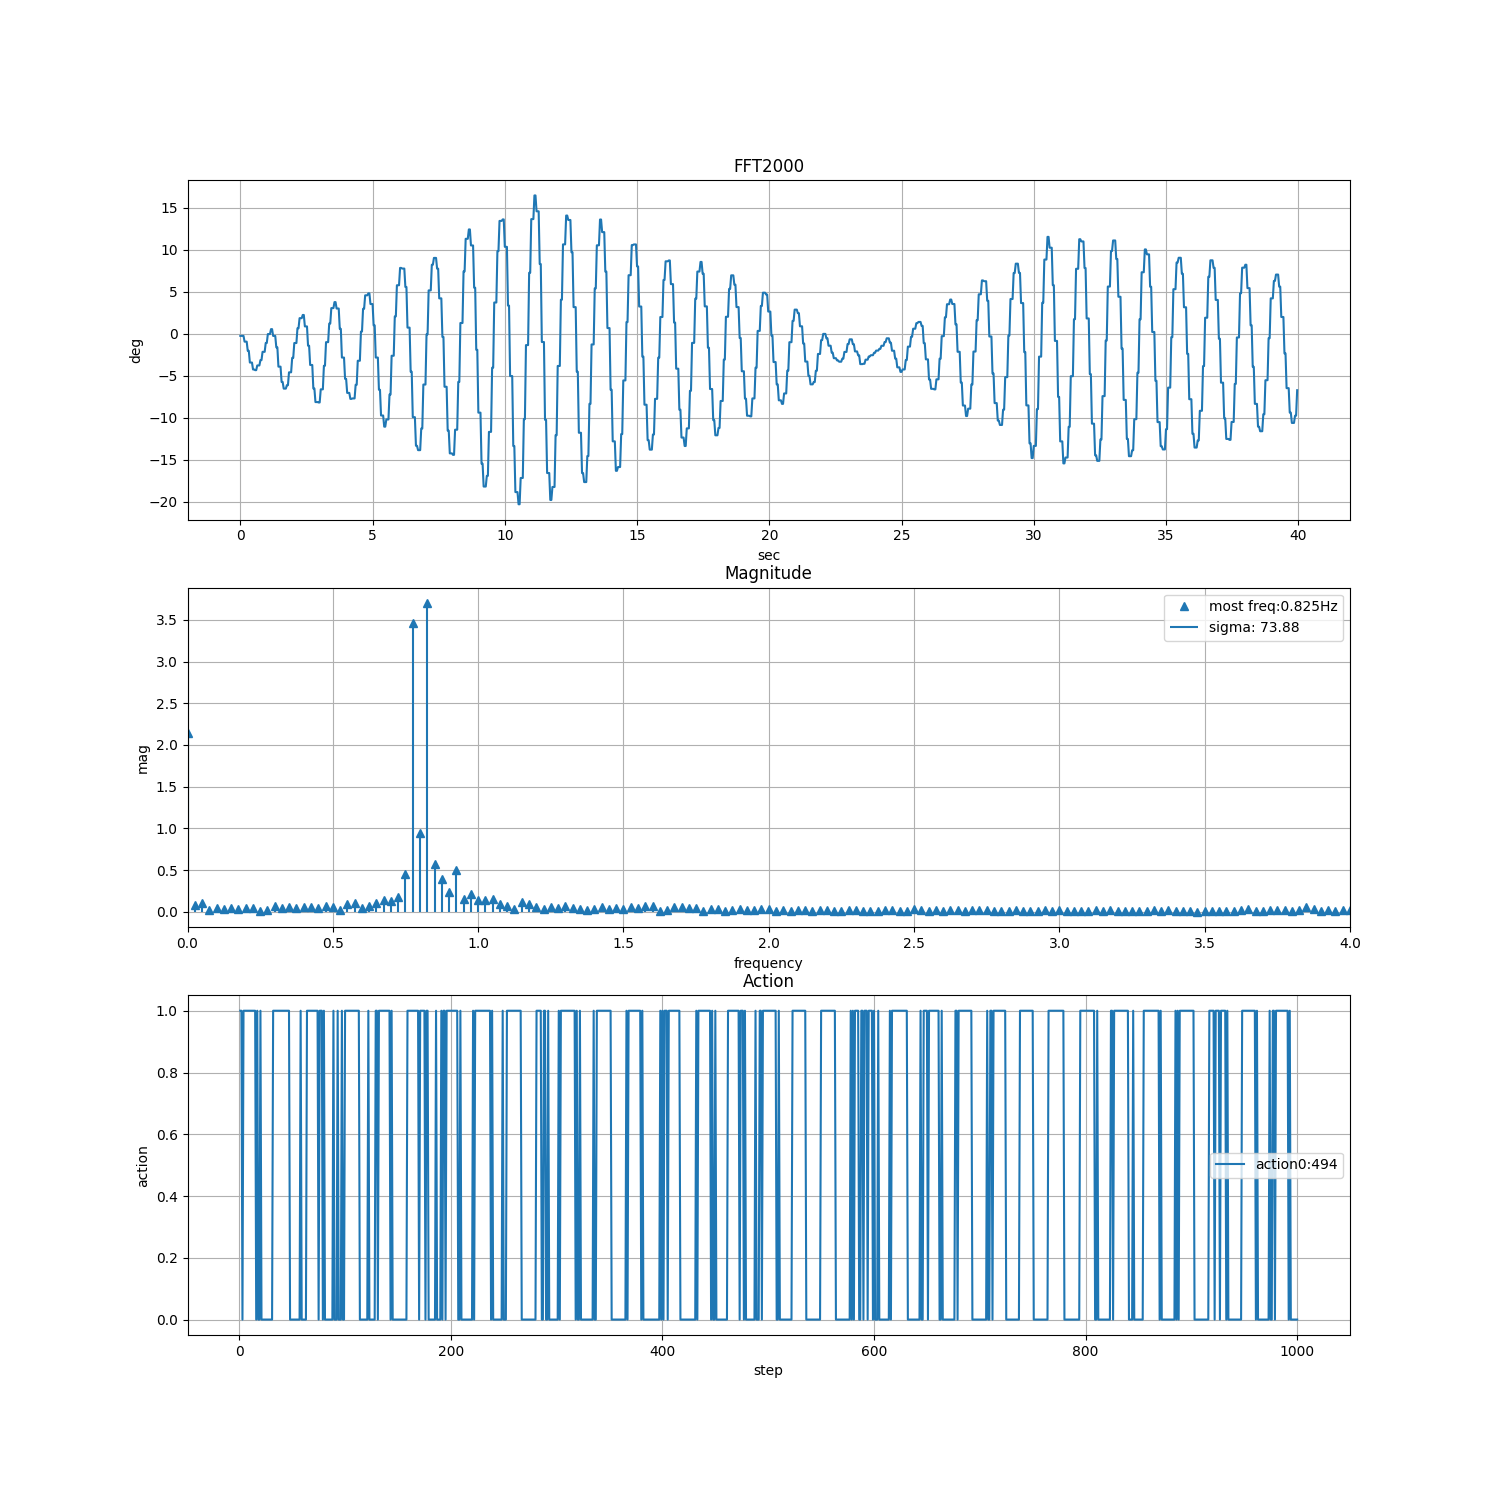 FFT2000
15
10
5
0
−5
−10
−15
−20
deg
0 5 10 15 20 25 30 35 40
sec
Magnitude
most freq:0.825Hz
sigma: 73.88
3.5
3.0
2.5
2.0
1.5
1.0
0.5
0.0
mag
0.0 0.5 1.0 1.5 2.0 2.5 3.0 3.5 4.0
frequency
Action
1.0
0.8
0.6
0.4
0.2
0.0
action
action0:494
0 200 400 600 800 1000
step